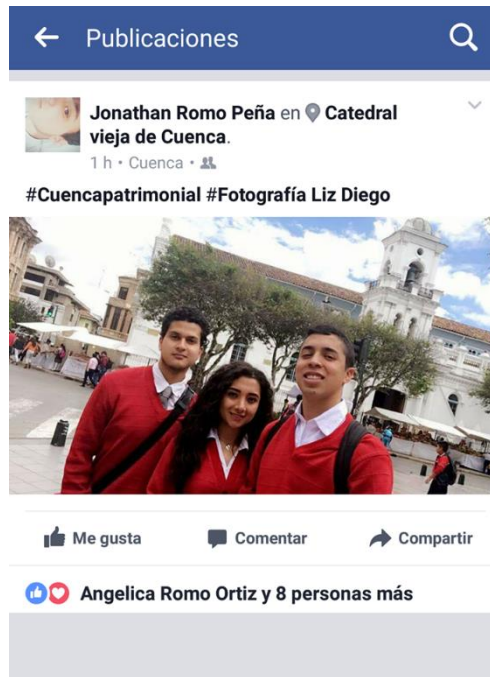 Publicaciones
Jonathan Romo Peña en Catedral
vieja de Cuenca.
1 h • Cuenca •
#Cuencapatrimonial #Fotografía Liz Diego
Me gusta
Comentar
Compartir
Angelica Romo Ortiz y 8 personas más